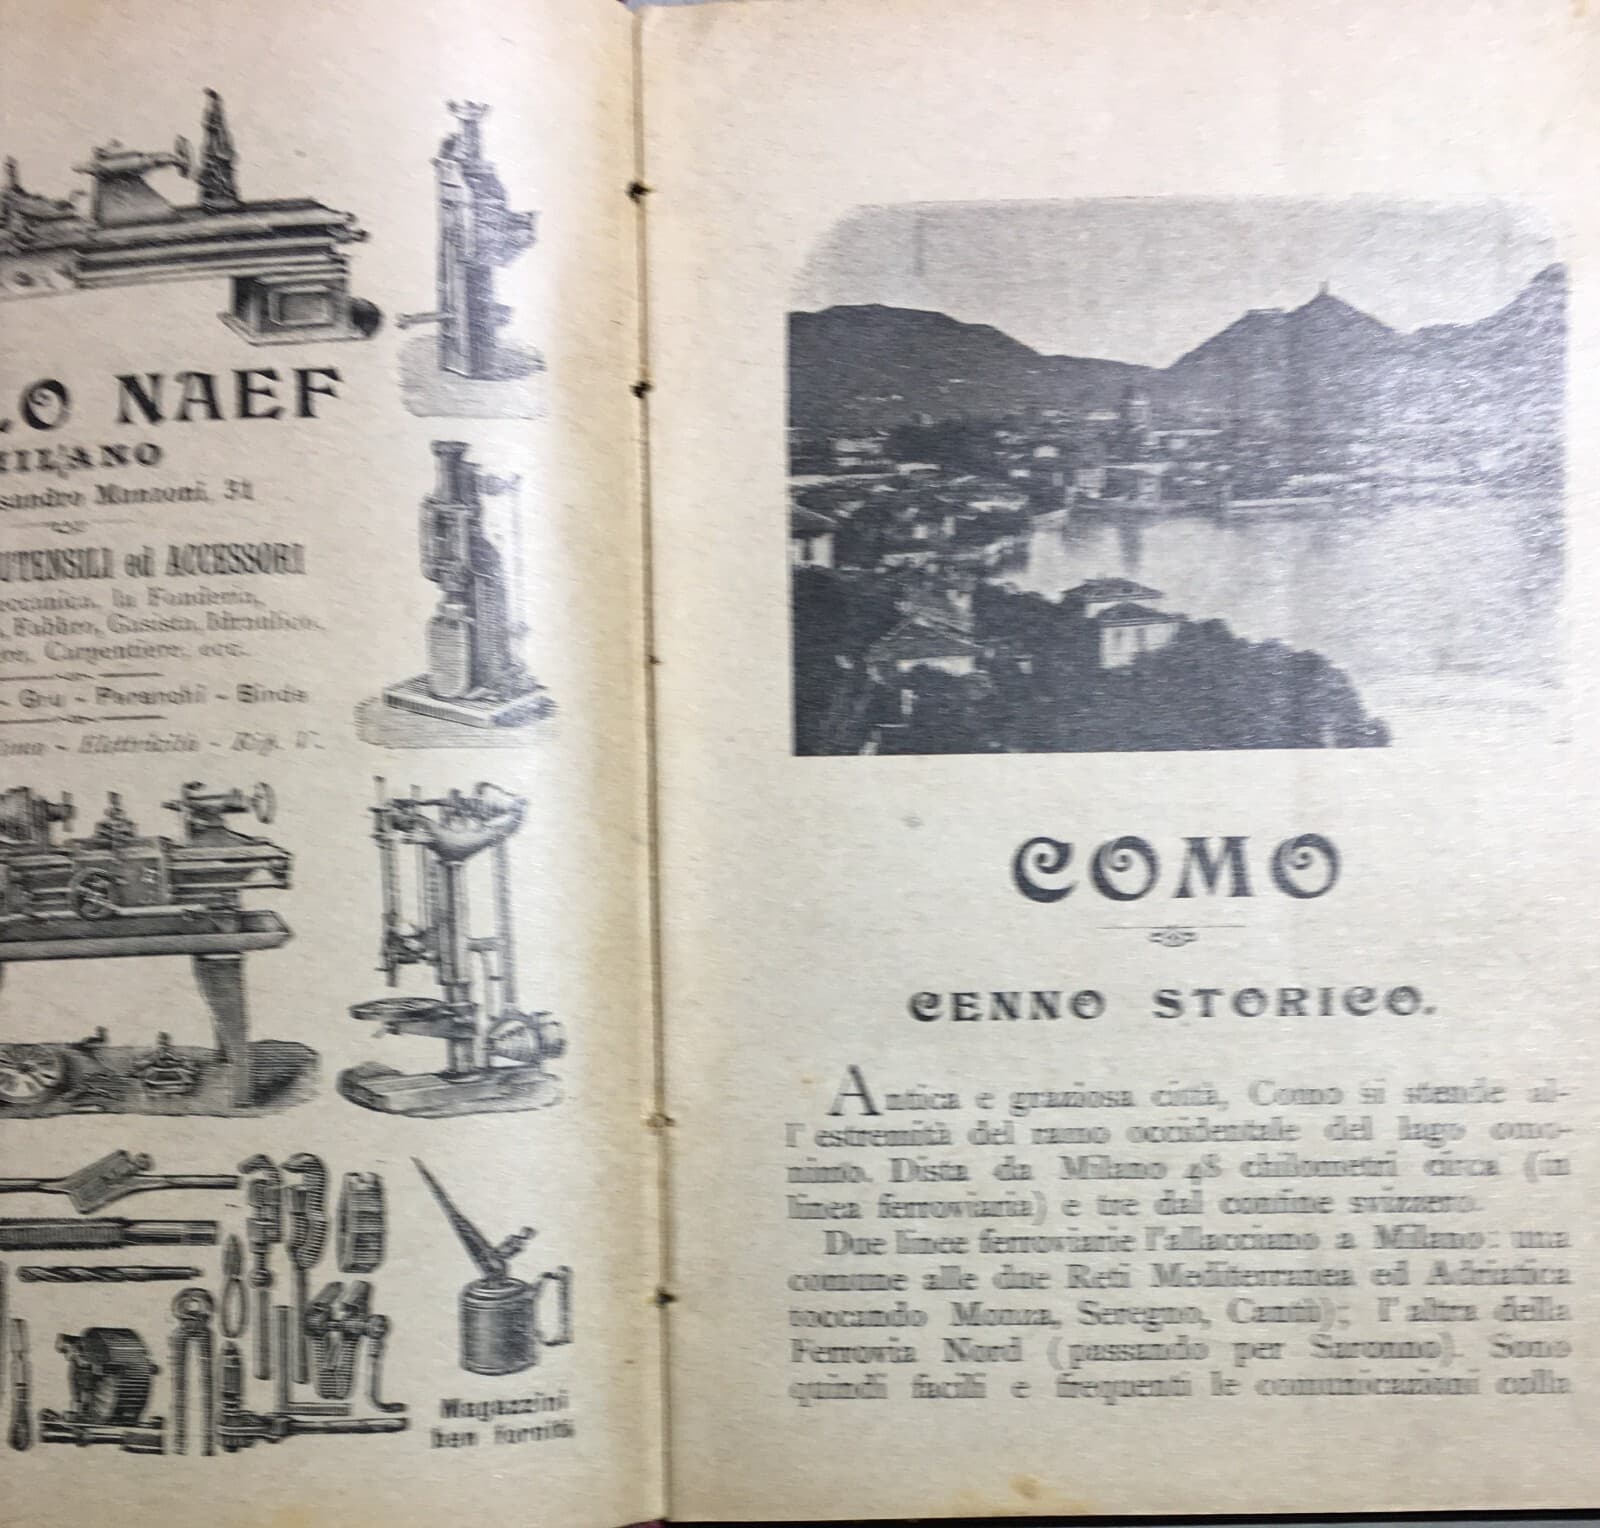 LO NAEF
MILANO
sandro Manzoni, 31
UTENSILI ed ACCESSORI
eccanica, la Fonderia,
Fabbro, Gasista, Idraulico,
Carpentiere, ecc.
- Gru - Paranchi - Binde
- Elettricità - Rip. V.
Magazzini
ben forniti
COMO
CENNO STORICO.
Antica e graziosa città, Como si stende al-
l'estremità del ramo occidentale del lago omo-
nimo. Dista da Milano 48 chilometri circa (in
linea ferroviaria) e tre dal confine svizzero.
Due linee ferroviarie l'allacciano a Milano: una
comune alle due Reti Mediterranea ed Adriatica
toccando Monza, Seregno, Cantù); l'altra della
Ferrovia Nord (passando per Saronno). Sono
quindi facili e frequenti le comunicazioni colla